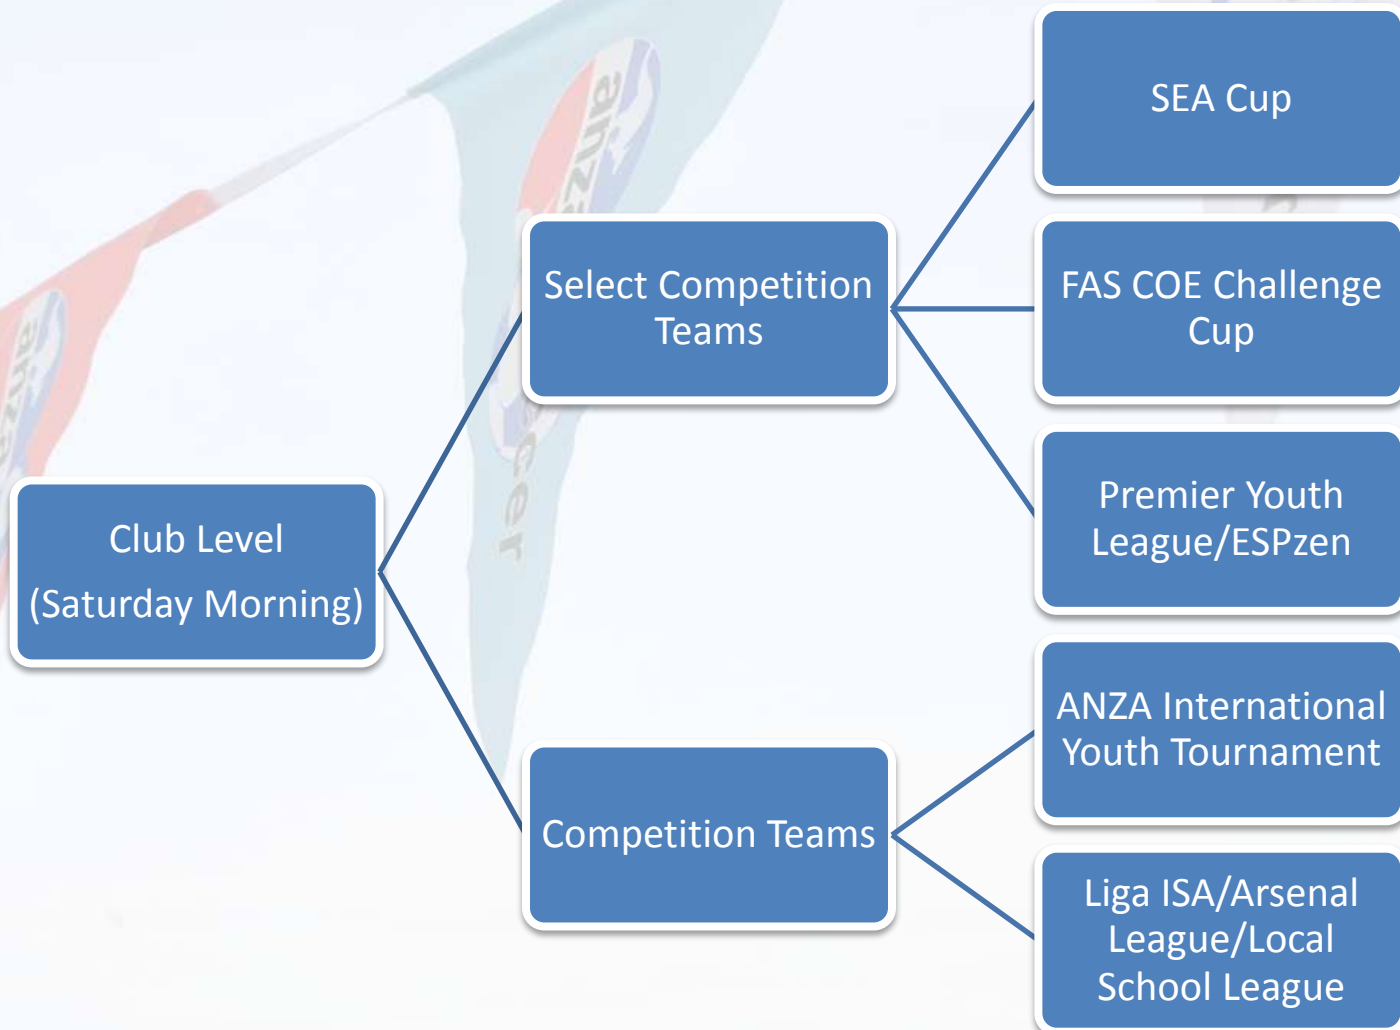 SEA Cup
Select Competition
Teams
FAS COE Challenge
Cup
Premier Youth
League/ESPzen
Club Level
(Saturday Morning)
ANZA International
Youth Tournament
Competition Teams
Liga ISA/Arsenal
League/Local
School League
anza